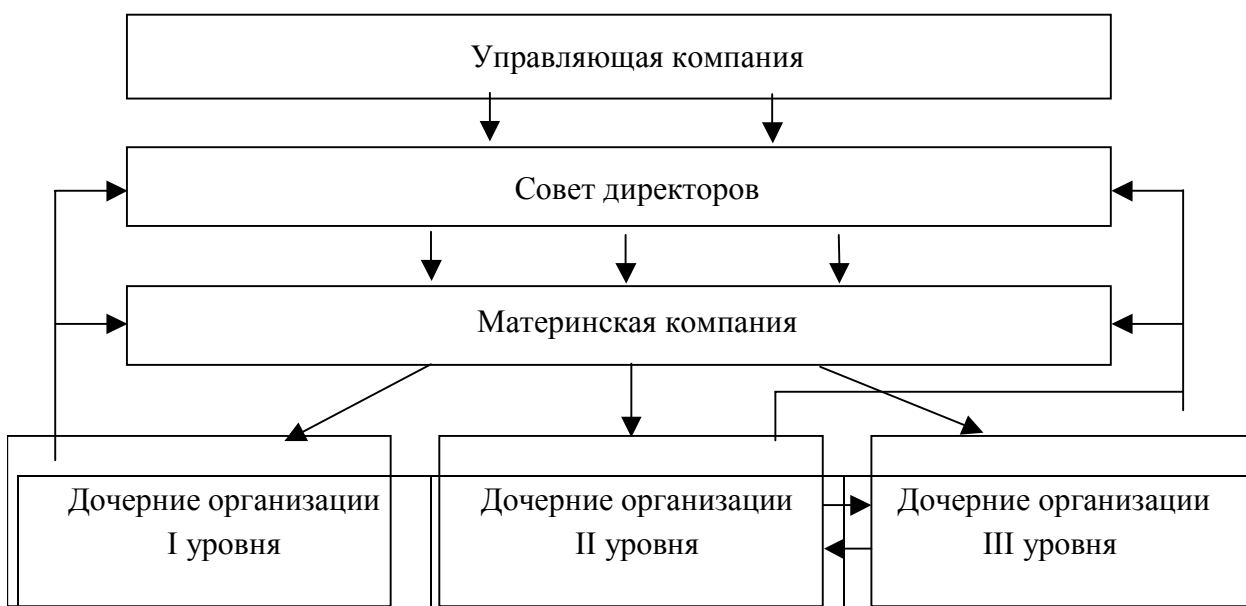 Управляющая компания
Совет директоров
Материнская компания
Дочерние организации
I уровня
Дочерние организации
II уровня
Дочерние организации
III уровня